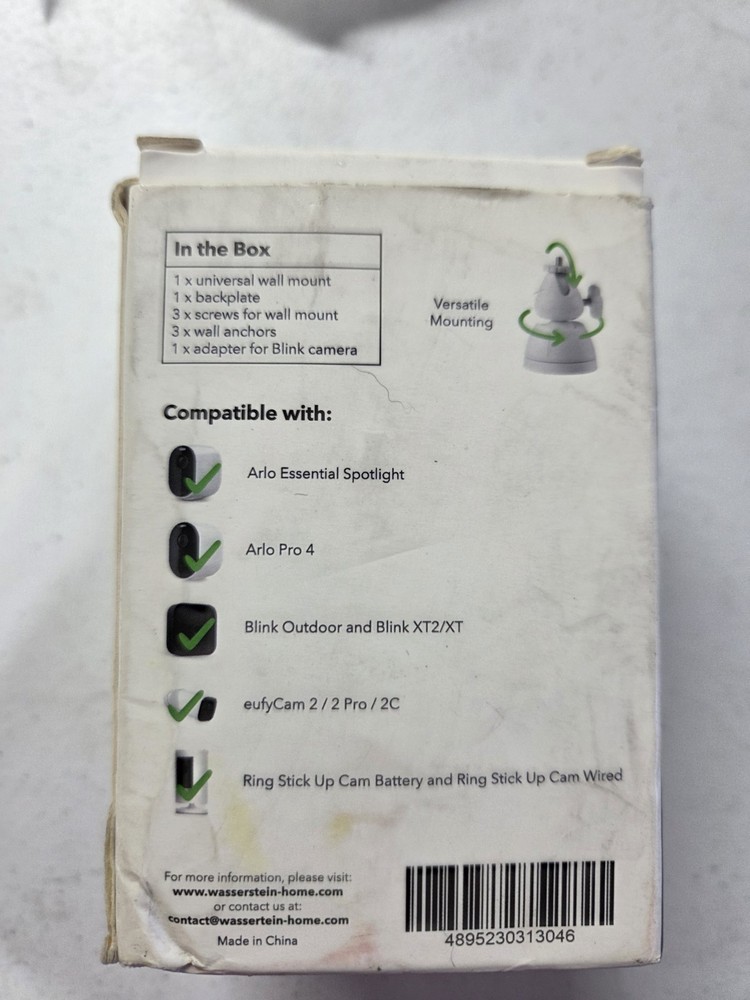 In the Box
1 x universal wall mount
1 x backplate
3 x screws for wall mount
3 x wall anchors
1 x adapter for Blink camera
Versatile
Mounting
Compatible with:
Arlo Essential Spotlight
Arlo Pro 4
Blink Outdoor and Blink XT2/XT
eufyCam 2 / 2 Pro / 2C
Ring Stick Up Cam Battery and Ring Stick Up Cam Wired
For more information, please visit:
www.wasserstein-home.com
or contact us at:
contact@wassertein-home.com
Made in China
4895230313046